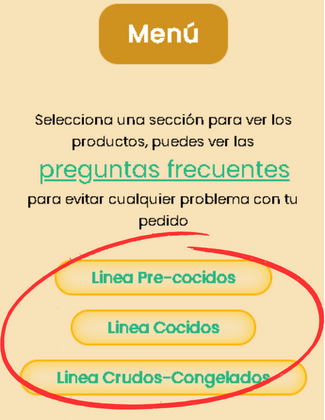 Menú
Selecciona una sección para ver los
productos, puedes ver las
preguntas frecuentes
para evitar cualquier problema con tu
pedido
Linea Pre-cocidos
Linea Cocidos
Linea Crudos-Congelados